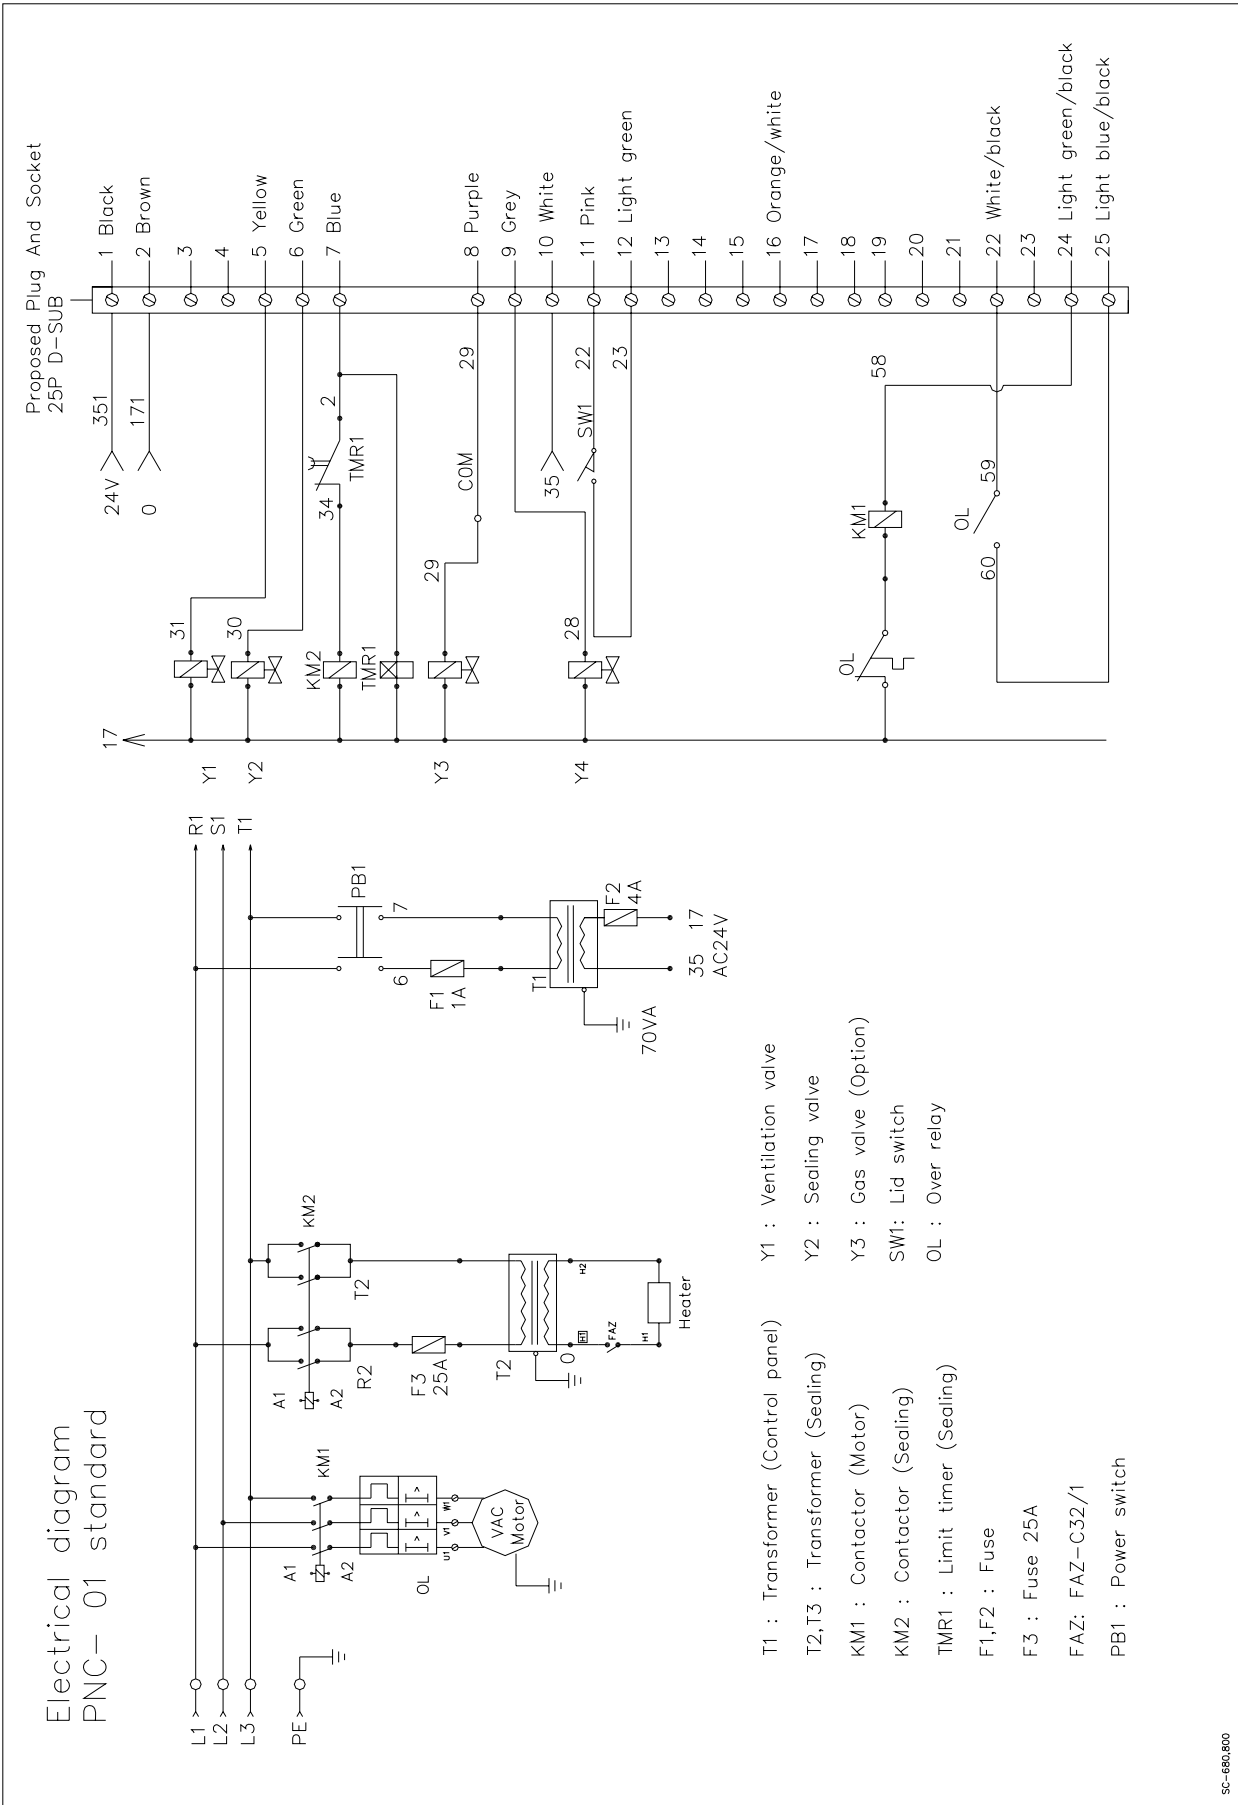 Electrical diagram
PNC- 01 standard
L1
L2
L3
PE
R1
S1
T1
A1
A2
KM1
OL
U1
V1
W1
VAC
Motor
A1
A2
KM2
R2
T2
F3
25A
T2
0
H1
H2
FAZ
H1
Heater
PB1
6
7
F1
1A
T1
F2
4A
70VA
35 17
AC24V
T1 : Transformer (Control panel)
T2,T3 : Transformer (Sealing)
KM1 : Contactor (Motor)
KM2 : Contactor (Sealing)
TMR1 : Limit timer (Sealing)
F1,F2 : Fuse
F3 : Fuse 25A
FAZ: FAZ-C32/1
PB1 : Power switch
Y1 : Ventilation valve
Y2 : Sealing valve
Y3 : Gas valve (Option)
SW1: Lid switch
OL : Over relay
Proposed Plug And Socket
25P D-SUB
17
24V
351
0
171
Y1
31
Y2
30
KM2
34
TMR1
2
TMR1
Y3
29
COM
29
Y4
28
35
SW1
22
23
OL
KM1
58
OL
60
59
1 Black
2 Brown
3
4
5 Yellow
6 Green
7 Blue
8 Purple
9 Grey
10 White
11 Pink
12 Light green
13
14
15
16 Orange/white
17
18
19
20
21
22 White/black
23
24 Light green/black
25 Light blue/black
SC-680,800